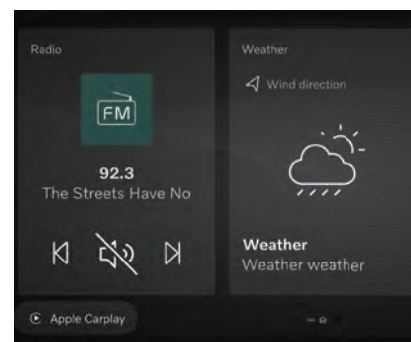 Radio
FM
92.3
The Streets Have No
Weather
Wind direction
Weather
Weather weather
Apple Carplay